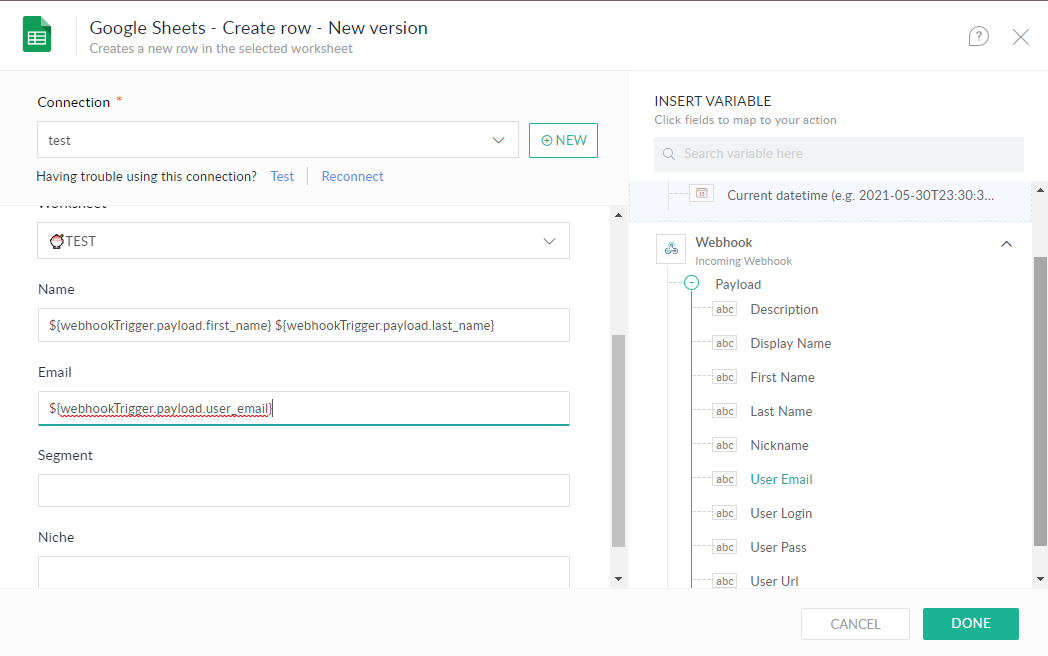 Google Sheets - Create row - New version
Creates a new row in the selected worksheet
?
Connection *
test
NEW
Having trouble using this connection? Test Reconnect
Worksheet
TEST
Name
${webhookTrigger.payload.first_name} ${webhookTrigger.payload.last_name}
Email
${webhookTrigger.payload.user_email}
Segment
Niche
INSERT VARIABLE
Click fields to map to your action
Search variable here
Current datetime (e.g. 2021-05-30T23:30:3...
Webhook
Incoming Webhook
Payload
abc Description
abc Display Name
abc First Name
abc Last Name
abc Nickname
abc User Email
abc User Login
abc User Pass
abc User Url
CANCEL DONE